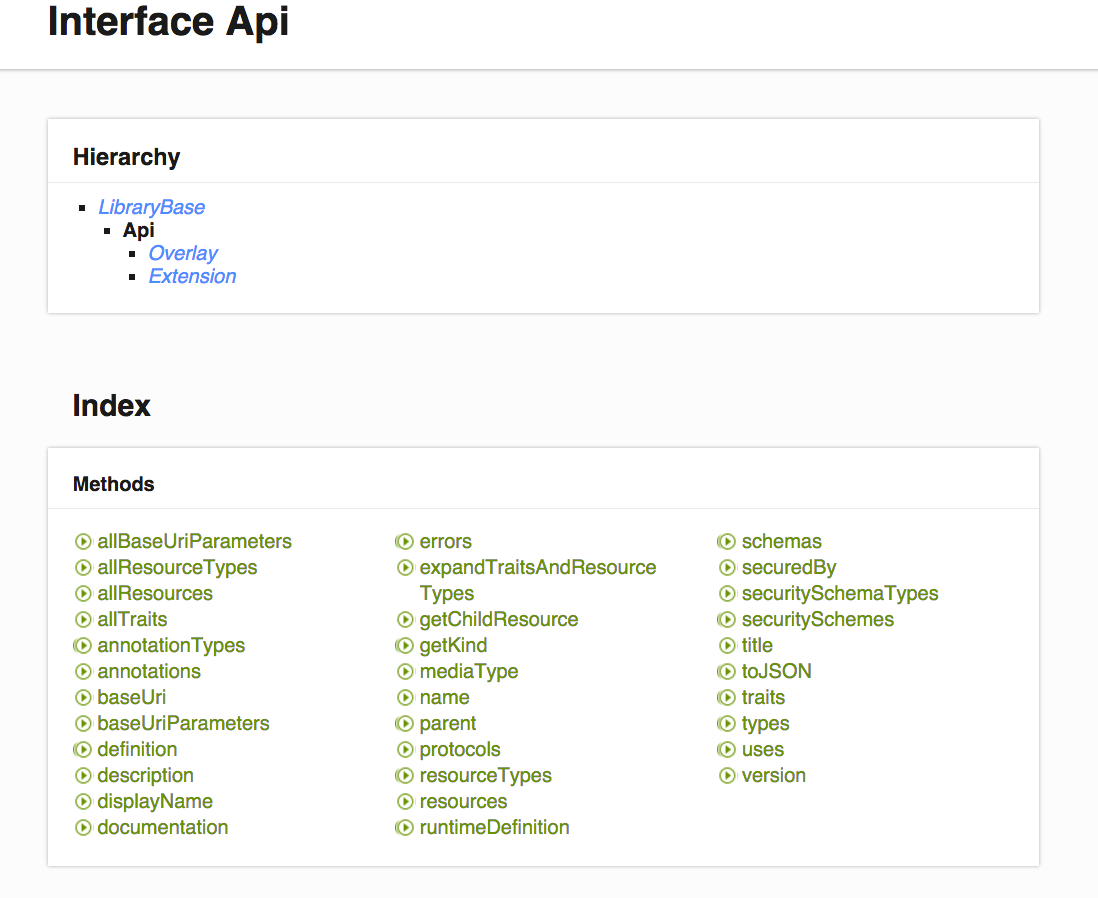 Interface Api
Hierarchy
LibraryBase
Api
Overlay
Extension
Index
Methods
allBaseUriParameters
allResourceTypes
allResources
allTraits
annotationTypes
annotations
baseUri
baseUriParameters
definition
description
displayName
documentation
errors
expandTraitsAndResource
Types
getChildResource
getKind
mediaType
name
parent
protocols
resourceTypes
resources
runtimeDefinition
schemas
securedBy
securitySchemaTypes
securitySchemes
title
toJSON
traits
types
uses
version